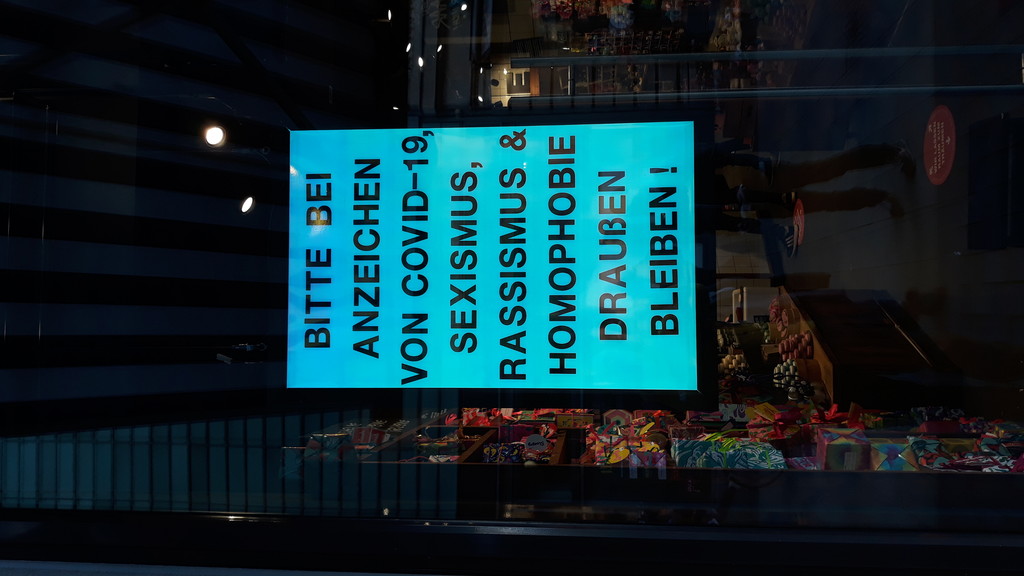 BITTE BEI
ANZEICHEN
VON COVID-19,
SEXISMUS,
RASSISMUS &
HOMOPHOBIE
DRAUßEN
BLEIBEN!